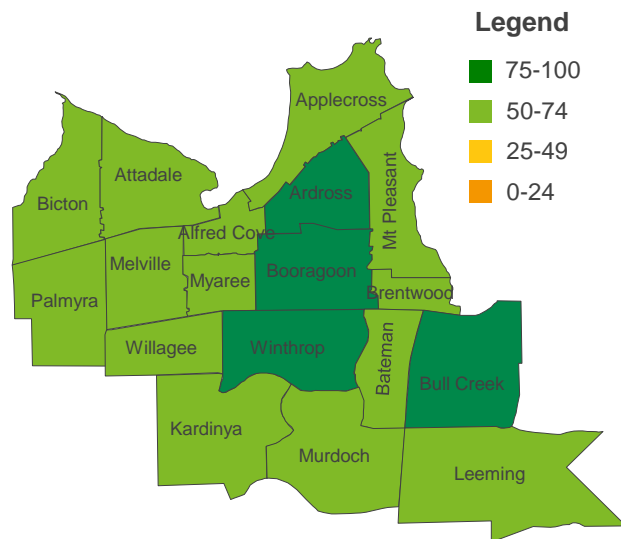 Legend
75-100
50-74
25-49
0-24
Applecross
Attadale
Ardross
Bicton
Mt Pleasant
Alfred Cove
Melville
Booragoon
Myaree
Brentwood
Palmyra
Willagee
Winthrop
Bateman
Bull Creek
Kardinya
Murdoch
Leeming